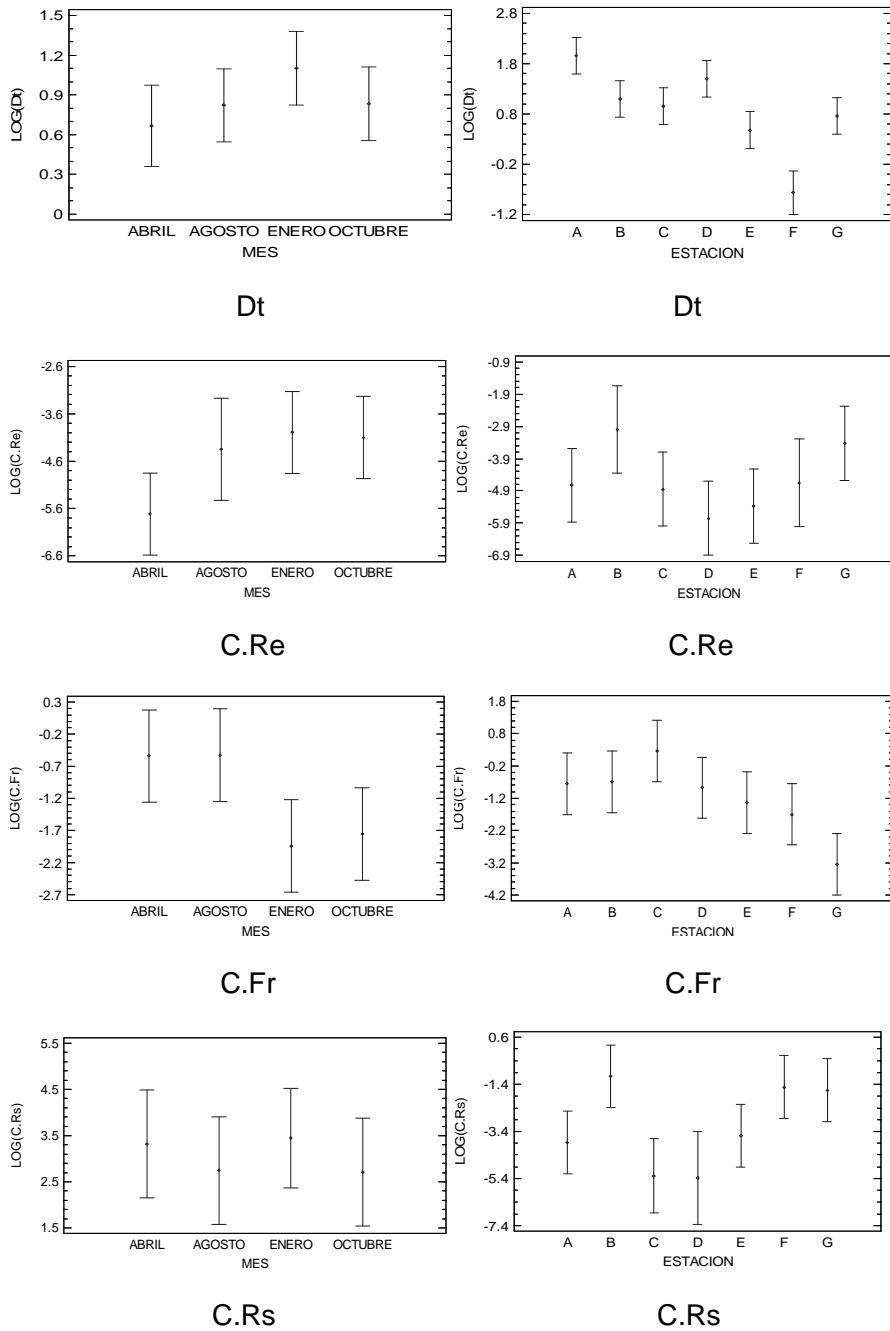 LOG(Dt)
1.5
1.2
0.9
0.6
0.3
0
ABRIL AGOSTO ENERO OCTUBRE
MES
Dt
LOG(Dt)
2.8
1.8
0.8
-0.2
-1.2
A B C D E F G
ESTACION
Dt
LOG(C.Re)
-2.6
-3.6
-4.6
-5.6
-6.6
ABRIL AGOSTO ENERO OCTUBRE
MES
C.Re
LOG(C.Re)
-0.9
-1.9
-2.9
-3.9
-4.9
-5.9
-6.9
A B C D E F G
ESTACION
C.Re
LOG(C.Fr)
0.3
-0.2
-0.7
-1.2
-1.7
-2.2
-2.7
ABRIL AGOSTO ENERO OCTUBRE
MES
C.Fr
LOG(C.Fr)
1.8
0.8
-0.2
-1.2
-2.2
-3.2
-4.2
A B C D E F G
ESTACION
C.Fr
LOG(C.Rs)
5.5
4.5
3.5
2.5
1.5
ABRIL AGOSTO ENERO OCTUBRE
MES
C.Rs
LOG(C.Rs)
0.6
-1.4
-3.4
-5.4
-7.4
A B C D E F G
ESTACION
C.Rs